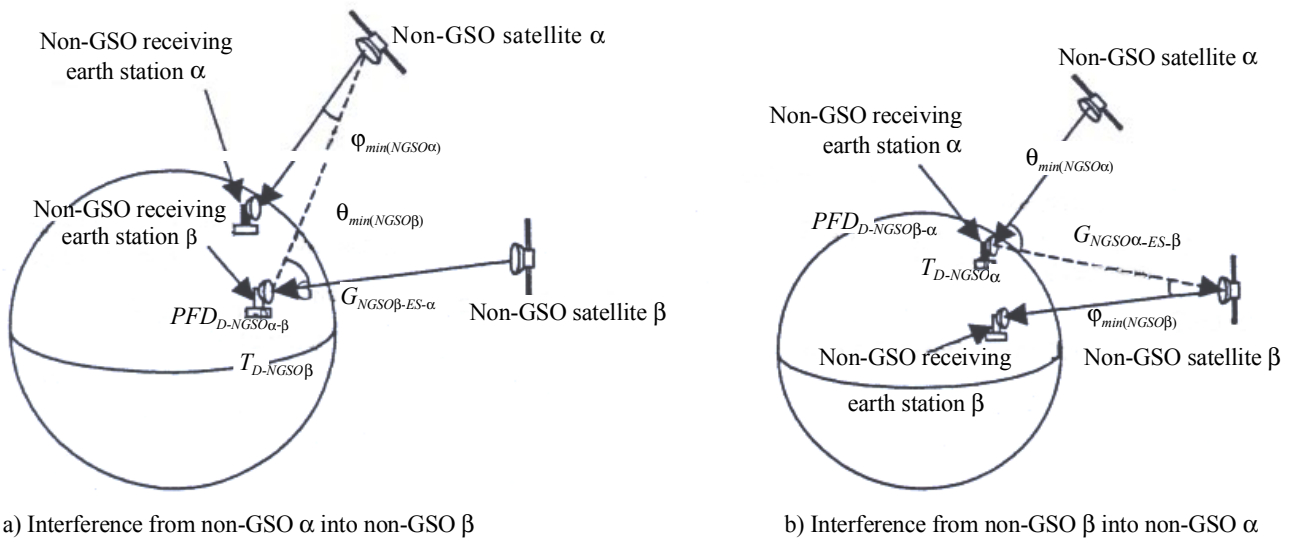 Non-GSO receiving
earth station α
Non-GSO satellite α
φmin(NGSOα)
Non-GSO receiving
earth station β
θmin(NGSOβ)
GNGSOβ-ES-α
PFDD-NGSOα-β
Non-GSO satellite β
TD-NGSOβ
a) Interference from non-GSO α into non-GSO β
Non-GSO satellite α
Non-GSO receiving
earth station α
θmin(NGSOα)
PFDD-NGSOβ-α
GNGSOα-ES-β
TD-NGSOα
φmin(NGSOβ)
Non-GSO receiving
earth station β
Non-GSO satellite β
b) Interference from non-GSO β into non-GSO α